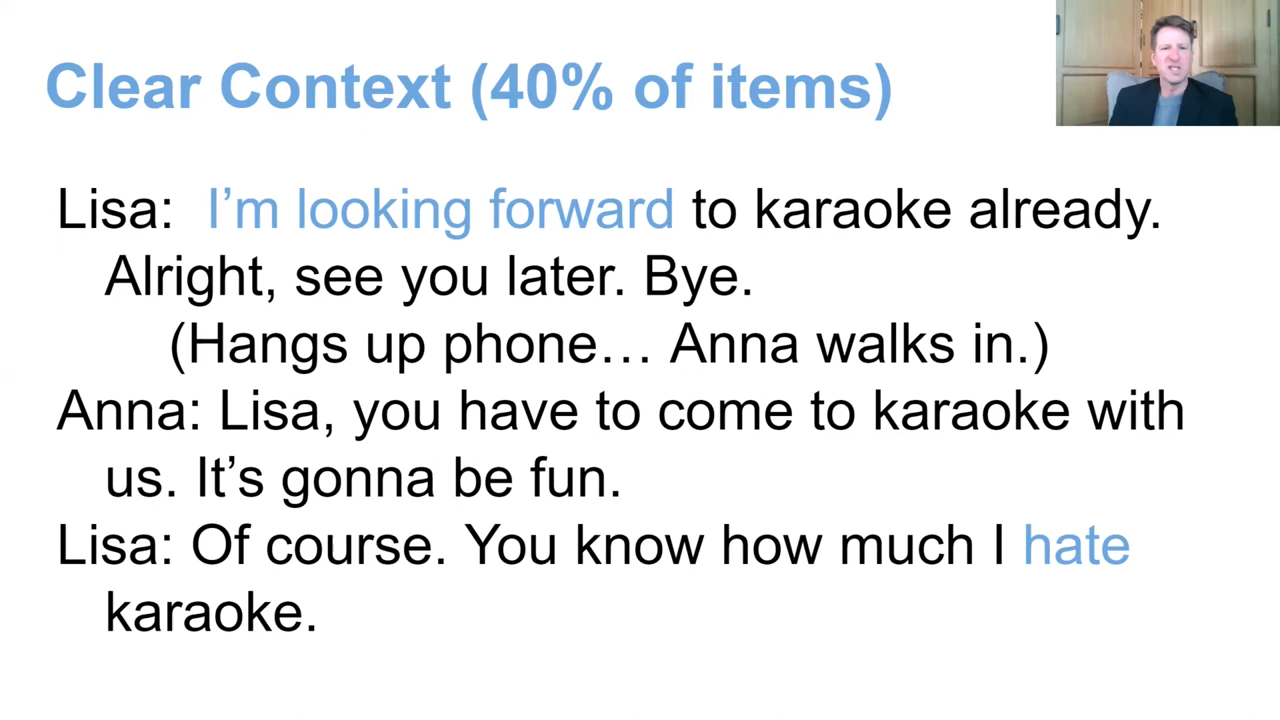 Clear Context (40% of items)
Lisa: I’m looking forward to karaoke already.
Alright, see you later. Bye.
(Hangs up phone… Anna walks in.)
Anna: Lisa, you have to come to karaoke with
us. It’s gonna be fun.
Lisa: Of course. You know how much I hate
karaoke.